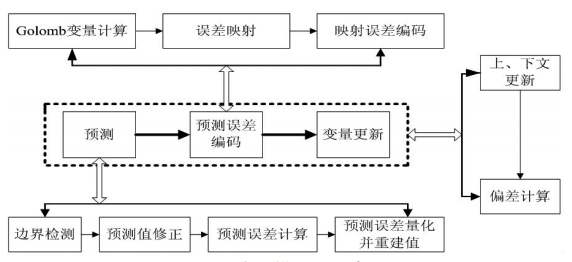 Golomb变量计算
误差映射
映射误差编码
上、下文
更新
预测
预测误差
编码
变量更新
偏差计算
边界检测
预测值修正
预测误差计算
预测误差量化
并重建值